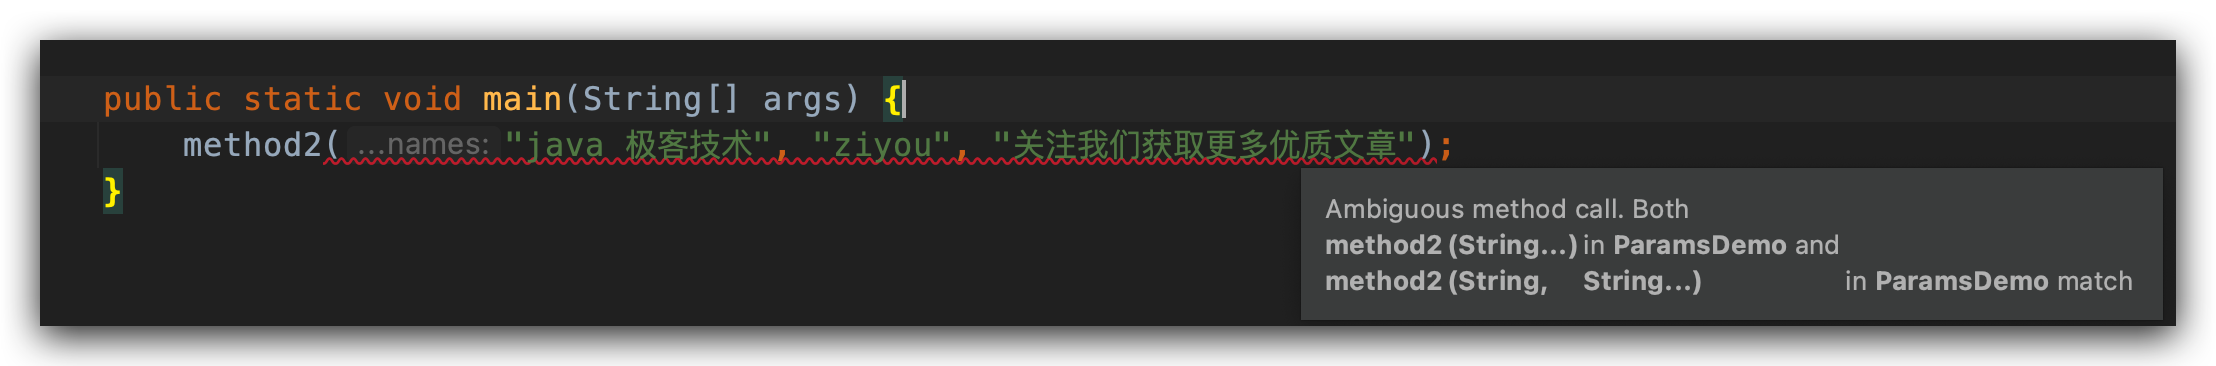 public static void main(String[] args) {
method2( ...names: "java 极客技术", "ziyou", "关注我们获取更多优质文章");
}
Ambiguous method call. Both
method2 (String...) in ParamsDemo and
method2 (String, String...) in ParamsDemo match